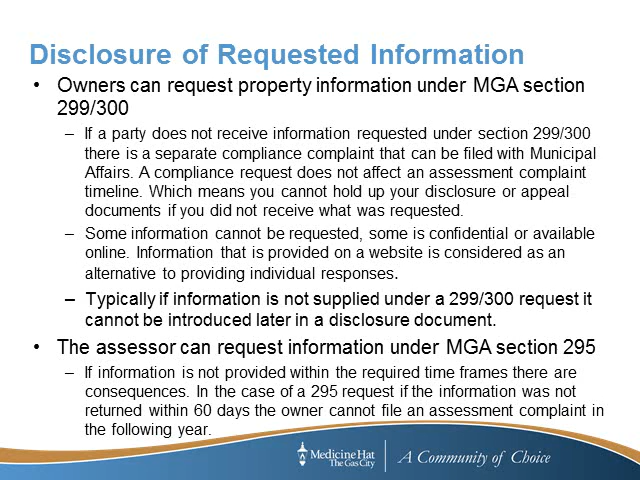 Disclosure of Requested Information
• Owners can request property information under MGA section
299/300
– If a party does not receive information requested under section 299/300
there is a separate compliance complaint that can be filed with Municipal
Affairs. A compliance request does not affect an assessment complaint
timeline. Which means you cannot hold up your disclosure or appeal
documents if you did not receive what was requested.
– Some information cannot be requested, some is confidential or available
online. Information that is provided on a website is considered as an
alternative to providing individual responses.
– Typically if information is not supplied under a 299/300 request it
cannot be introduced later in a disclosure document.
• The assessor can request information under MGA section 295
– If information is not provided within the required time frames there are
consequences. In the case of a 295 request if the information was not
returned within 60 days the owner cannot file an assessment complaint in
the following year.
Medicine Hat
The Gas City
A Community of Choice